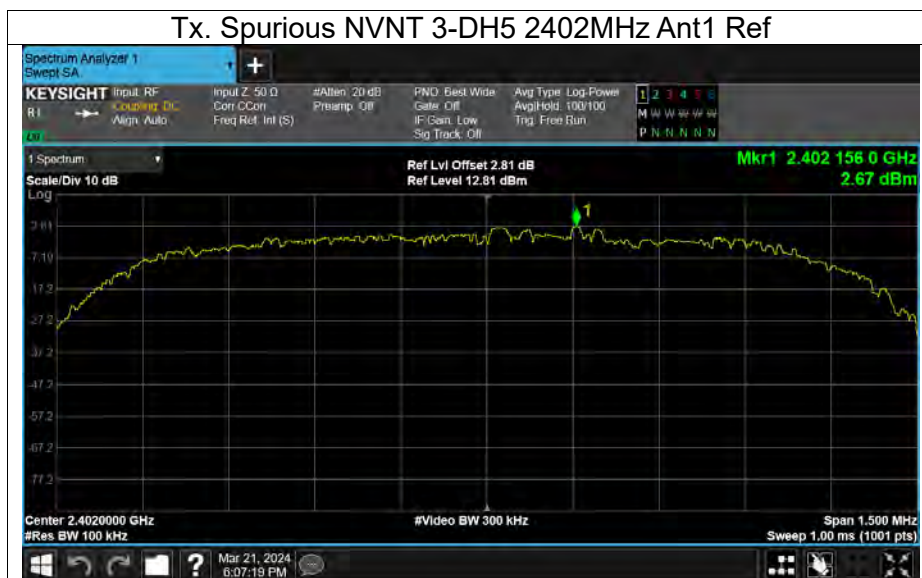 Tx. Spurious NVNT 3-DH5 2402MHz Ant1 Ref
Spectrum Analyzer 1
Swept SA
+
KEYSIGHT Input: RF Input Z: 50 Ω #Atten: 20 dB PNO: Best Wide Avg Type: Log-Power 1 2 3 4 5 6
Coupling: DC Corr CCorr Preamp: Off Gate: Off Avg|Hold: 100/100 M W W W W W
Align: Auto Freq Ref: Int (S) IF Gain: Low Trig: Free Run
Sig Track: Off P N N N N N
1 Spectrum Ref Lvl Offset 2.81 dB Mkr1 2.402 156 0 GHz
Scale/Div 10 dB Ref Level 12.81 dBm 2.67 dBm
Log
1
2.81
-7.19
-17.2
-27.2
-37.2
-47.2
-57.2
-67.2
-77.2
Center 2.4020000 GHz #Video BW 300 kHz Span 1.500 MHz
#Res BW 100 kHz Sweep 1.00 ms (1001 pts)
? Mar 21, 2024
6:07:19 PM